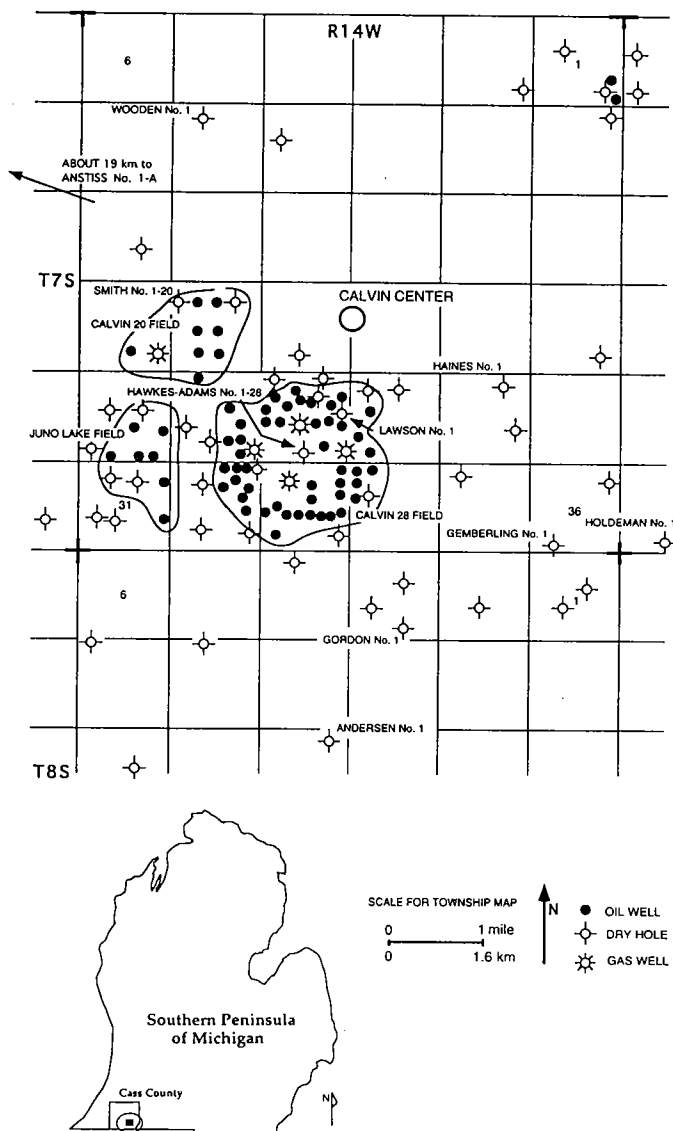 R14W
6
1
WOODEN No. 1
ABOUT 19 km to
ANSTISS No. 1-A
T7S
SMITH No. 1-20
CALVIN CENTER
CALVIN 20 FIELD
HAINES No. 1
HAWKES-ADAMS No. 1-28
JUNO LAKE FIELD
LAWSON No. 1
31
CALVIN 28 FIELD
36
HOLDEMAN No. 1
GEMBERLING No. 1
6
1
GORDON No. 1
ANDERSEN No. 1
T8S
SCALE FOR TOWNSHIP MAP
0 1 mile
0 1.6 km
N
OIL WELL
DRY HOLE
GAS WELL
Southern Peninsula
of Michigan
Cass County
N